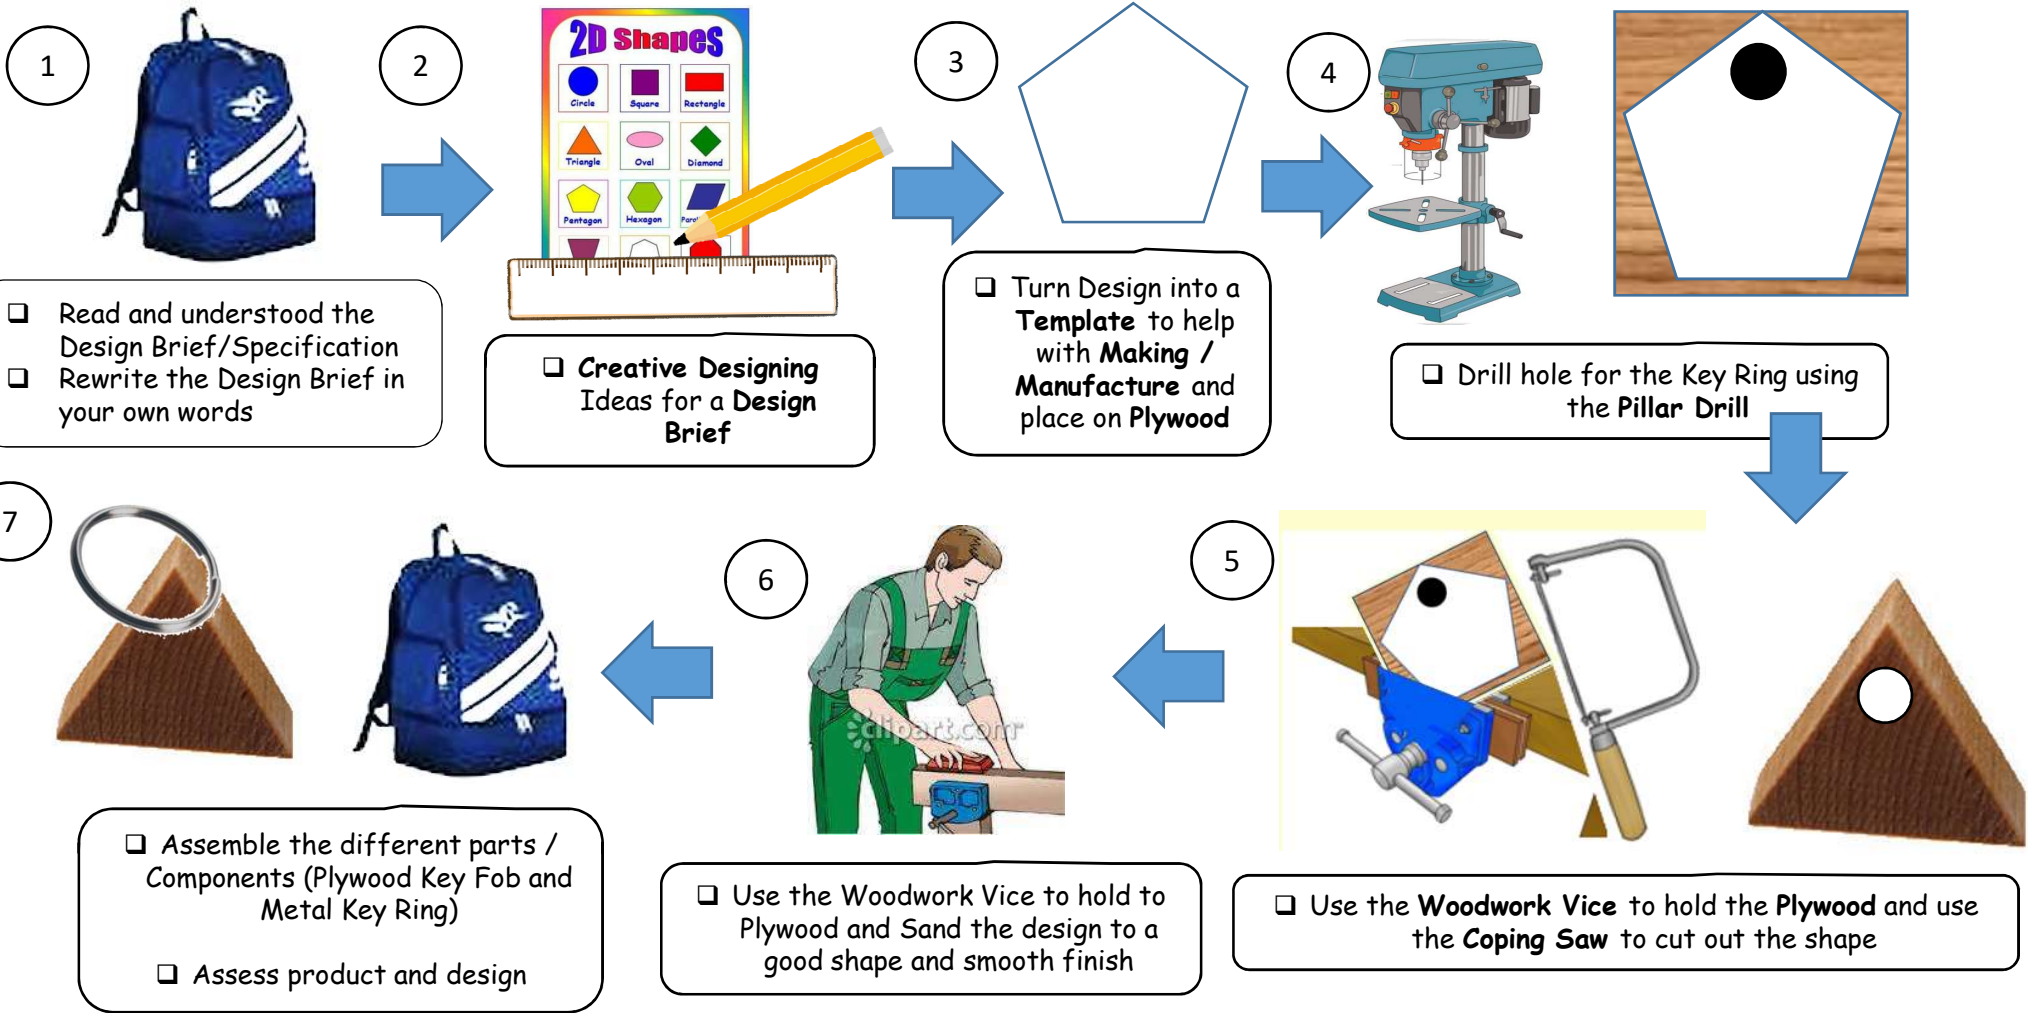 1
2
3
4
2D Shapes
Circle
Square
Rectangle
Triangle
Oval
Diamond
Pentagon
Hexagon
❑ Read and understood the
Design Brief/Specification
❑ Rewrite the Design Brief in
your own words
❑ Creative Designing
Ideas for a Design
Brief
❑ Turn Design into a
Template to help
with Making /
Manufacture and
place on Plywood
❑ Drill hole for the Key Ring using
the Pillar Drill
7
6
5
clipart.com
❑ Assemble the different parts /
Components (Plywood Key Fob and
Metal Key Ring)
❑ Assess product and design
❑ Use the Woodwork Vice to hold to
Plywood and Sand the design to a
good shape and smooth finish
❑ Use the Woodwork Vice to hold the Plywood and use
the Coping Saw to cut out the shape